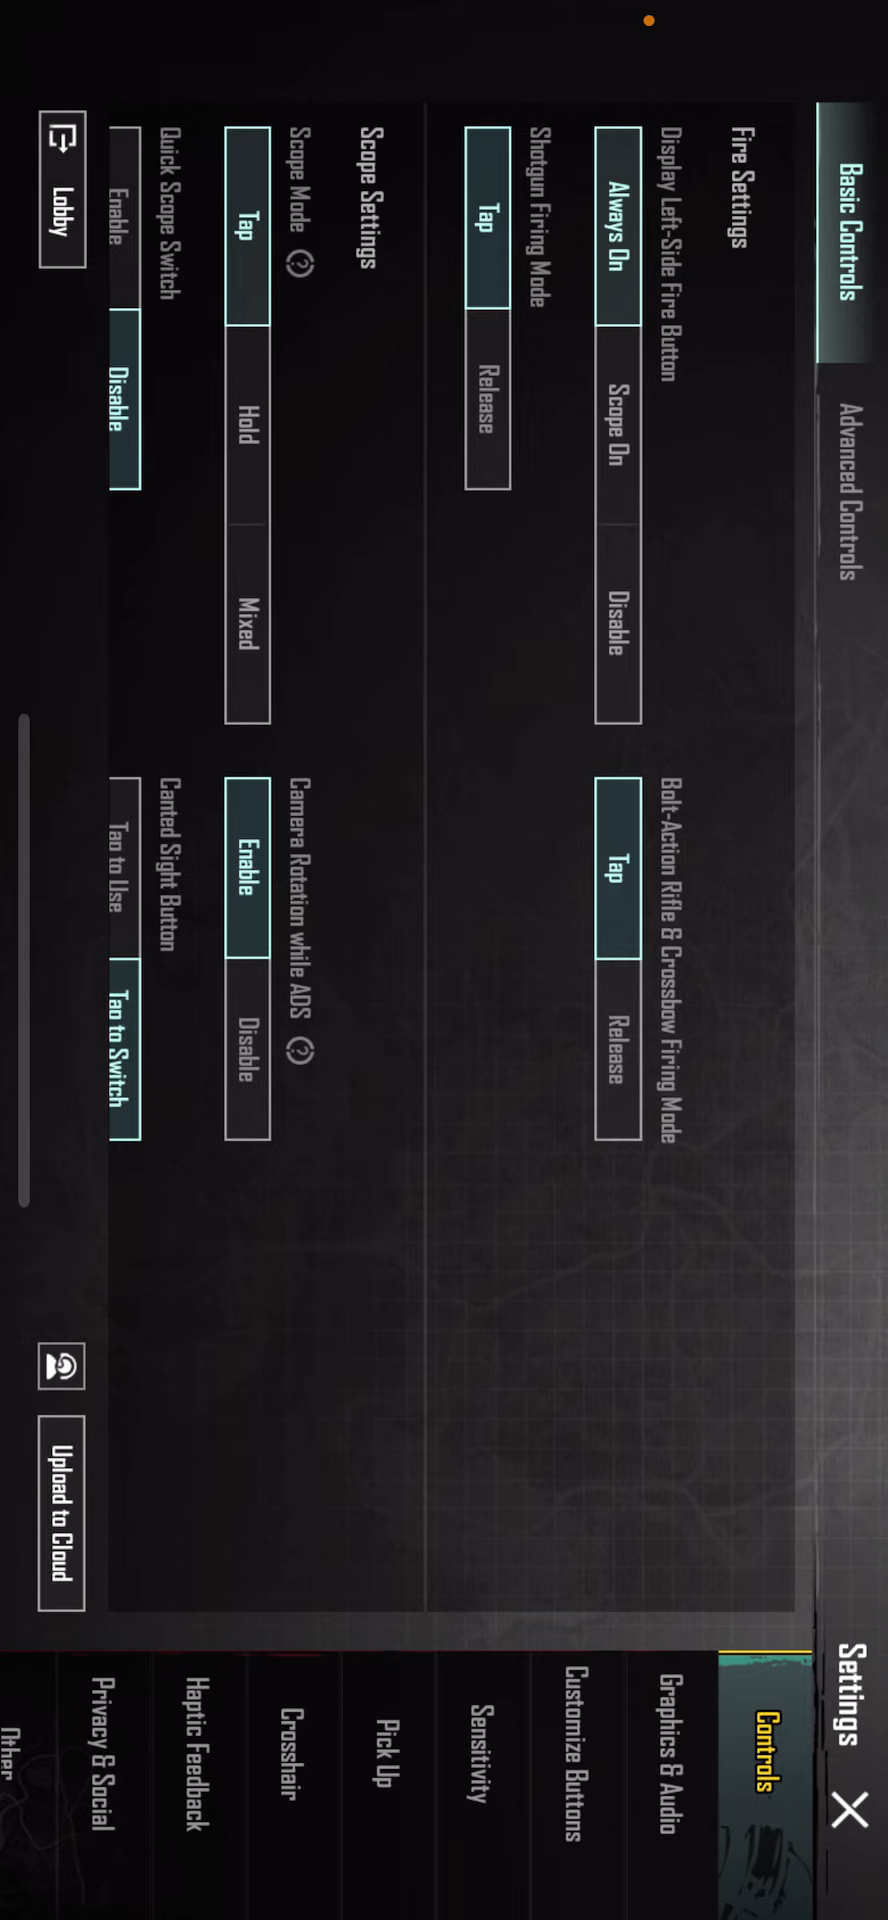 Basic Controls
Advanced Controls
Settings
Fire Settings
Display Left-Side Fire Button
Always On
Scope On
Disable
Bolt-Action Rifle & Crossbow Firing Mode
Tap
Release
Shotgun Firing Mode
Tap
Release
Scope Settings
Scope Mode ?
Tap
Hold
Mixed
Camera Rotation while ADS ?
Enable
Disable
Quick Scope Switch
Enable
Disable
Canted Sight Button
Tap to Use
Tap to Switch
Lobby
Upload to Cloud
Controls
Graphics & Audio
Customize Buttons
Sensitivity
Pick Up
Crosshair
Haptic Feedback
Privacy & Social
Other